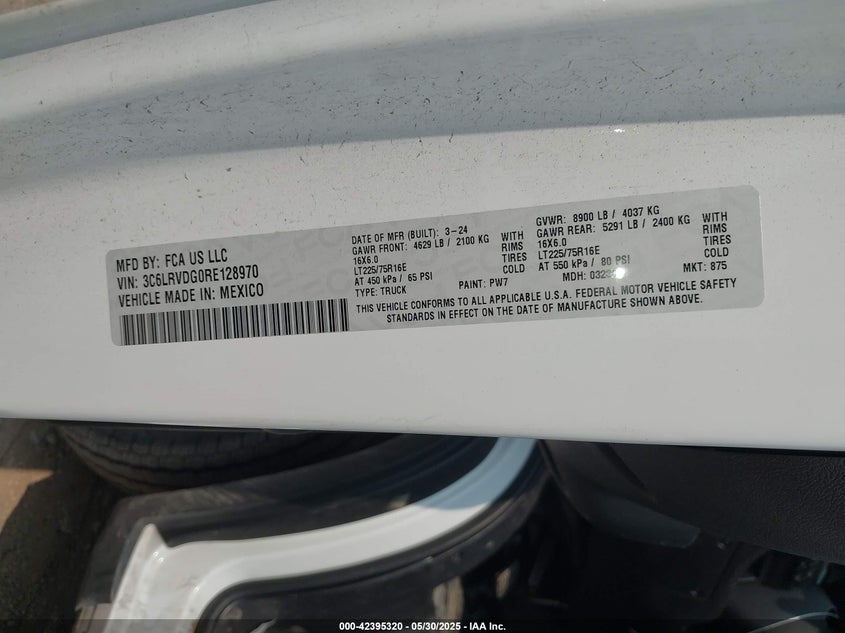 MFD BY: FCA US LLC
VIN: 3C6LRVDG0RE128970
VEHICLE MADE IN: MEXICO
DATE OF MFR (BUILT): 3-24
GAWR FRONT: 4629 LB / 2100 KG WITH
16X6.0 RIMS
LT225/75R16E TIRES
AT 450 kPa / 65 PSI COLD
TYPE: TRUCK PAINT: PW7
GVWR: 8900 LB / 4037 KG
GAWR REAR: 5291 LB / 2400 KG WITH
16X6.0 RIMS
LT225/75R16E TIRES
AT 550 kPa / 80 PSI COLD
MDH: MKT: 875
THIS VEHICLE CONFORMS TO ALL APPLICABLE U.S.A. FEDERAL MOTOR VEHICLE SAFETY
STANDARDS IN EFFECT ON THE DATE OF MANUFACTURE SHOWN ABOVE.
000-42395320 - 05/30/2025 - IAA Inc.